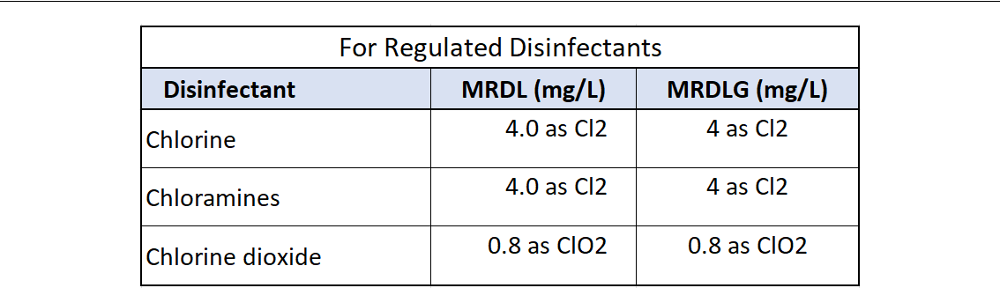 For Regulated Disinfectants
Disinfectant MRDL (mg/L) MRDLG (mg/L)
Chlorine 4.0 as Cl2 4 as Cl2
Chloramines 4.0 as Cl2 4 as Cl2
Chlorine dioxide 0.8 as ClO2 0.8 as ClO2